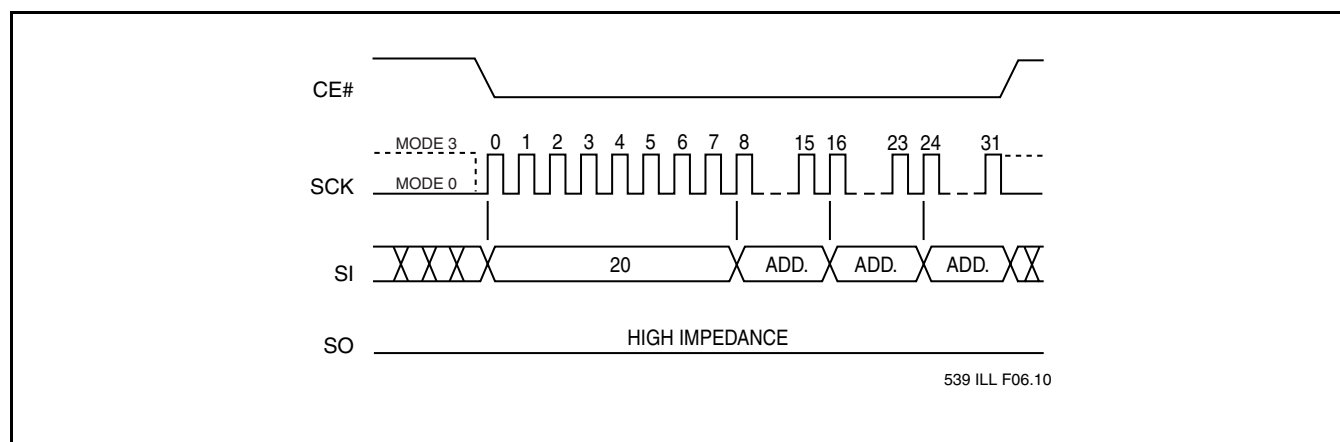 CE#
MODE 3 0 1 2 3 4 5 6 7 8 15 16 23 24 31
SCK MODE 0
SI 20 ADD. ADD. ADD.
SO HIGH IMPEDANCE
539 ILL F06.10